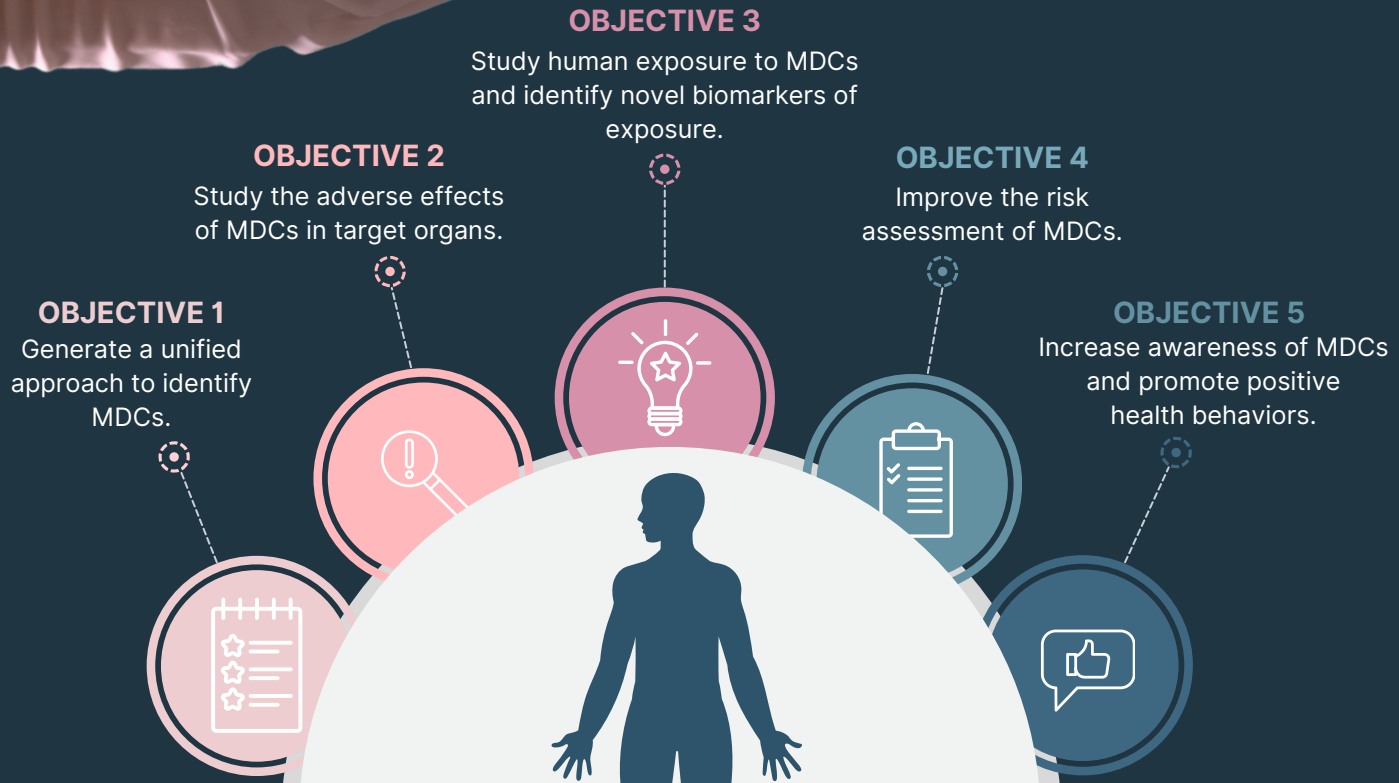 OBJECTIVE 1
Generate a unified
approach to identify
MDCs.
OBJECTIVE 2
Study the adverse effects
of MDCs in target organs.
OBJECTIVE 3
Study human exposure to MDCs
and identify novel biomarkers of
exposure.
OBJECTIVE 4
Improve the risk
assessment of MDCs.
OBJECTIVE 5
Increase awareness of MDCs
and promote positive
health behaviors.